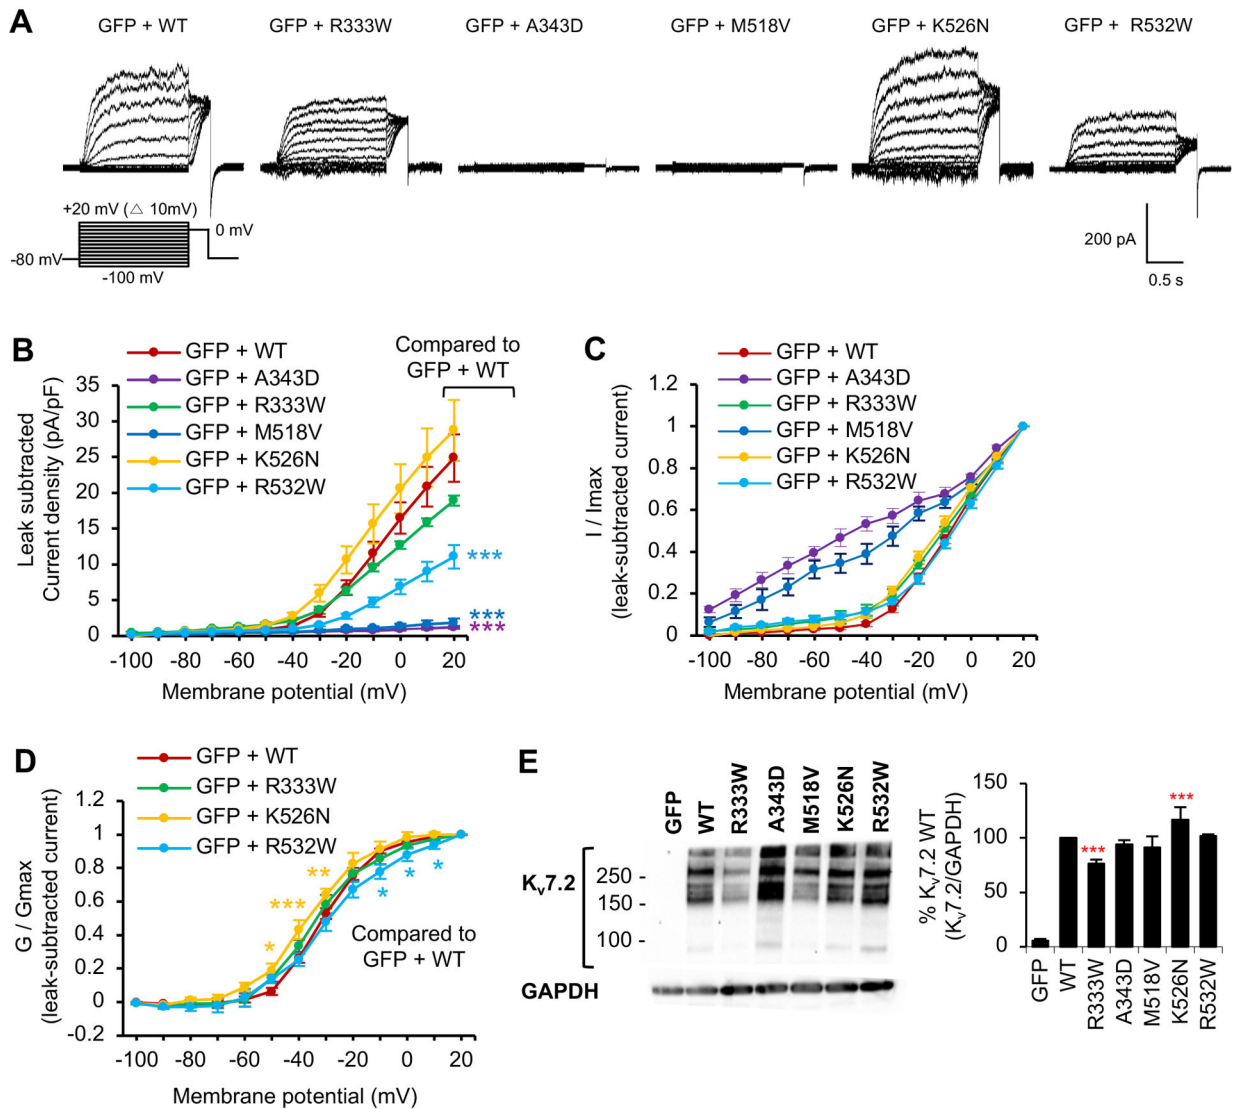 A
GFP + WT
GFP + R333W
GFP + A343D
GFP + M518V
GFP + K526N
GFP + R532W
+20 mV (△ 10mV)
0 mV
-80 mV
-100 mV
200 pA
0.5 s
B
GFP + WT
GFP + A343D
GFP + R333W
GFP + M518V
GFP + K526N
GFP + R532W
Compared to
GFP + WT
Leak subtracted
Current density (pA/pF)
35
30
25
20
15
10
5
0
***
***
***
-100 -80 -60 -40 -20 0 20
Membrane potential (mV)
C
GFP + WT
GFP + A343D
GFP + R333W
GFP + M518V
GFP + K526N
GFP + R532W
I / Imax
(leak-subtracted current)
1.2
1
0.8
0.6
0.4
0.2
0
-100 -80 -60 -40 -20 0 20
Membrane potential (mV)
D
GFP + WT
GFP + R333W
GFP + K526N
GFP + R532W
G / Gmax
(leak-subtracted current)
1.2
1
0.8
0.6
0.4
0.2
0
-0.2
*
***
**
*
*
*
Compared to
GFP + WT
-100 -80 -60 -40 -20 0 20
Membrane potential (mV)
E
GFP
WT
R333W
A343D
M518V
K526N
R532W
Kv7.2
250 -
150 -
100 -
GAPDH
% Kv7.2 WT
(Kv7.2/GAPDH)
150
100
50
0
***
***
GFP
WT
R333W
A343D
M518V
K526N
R532W